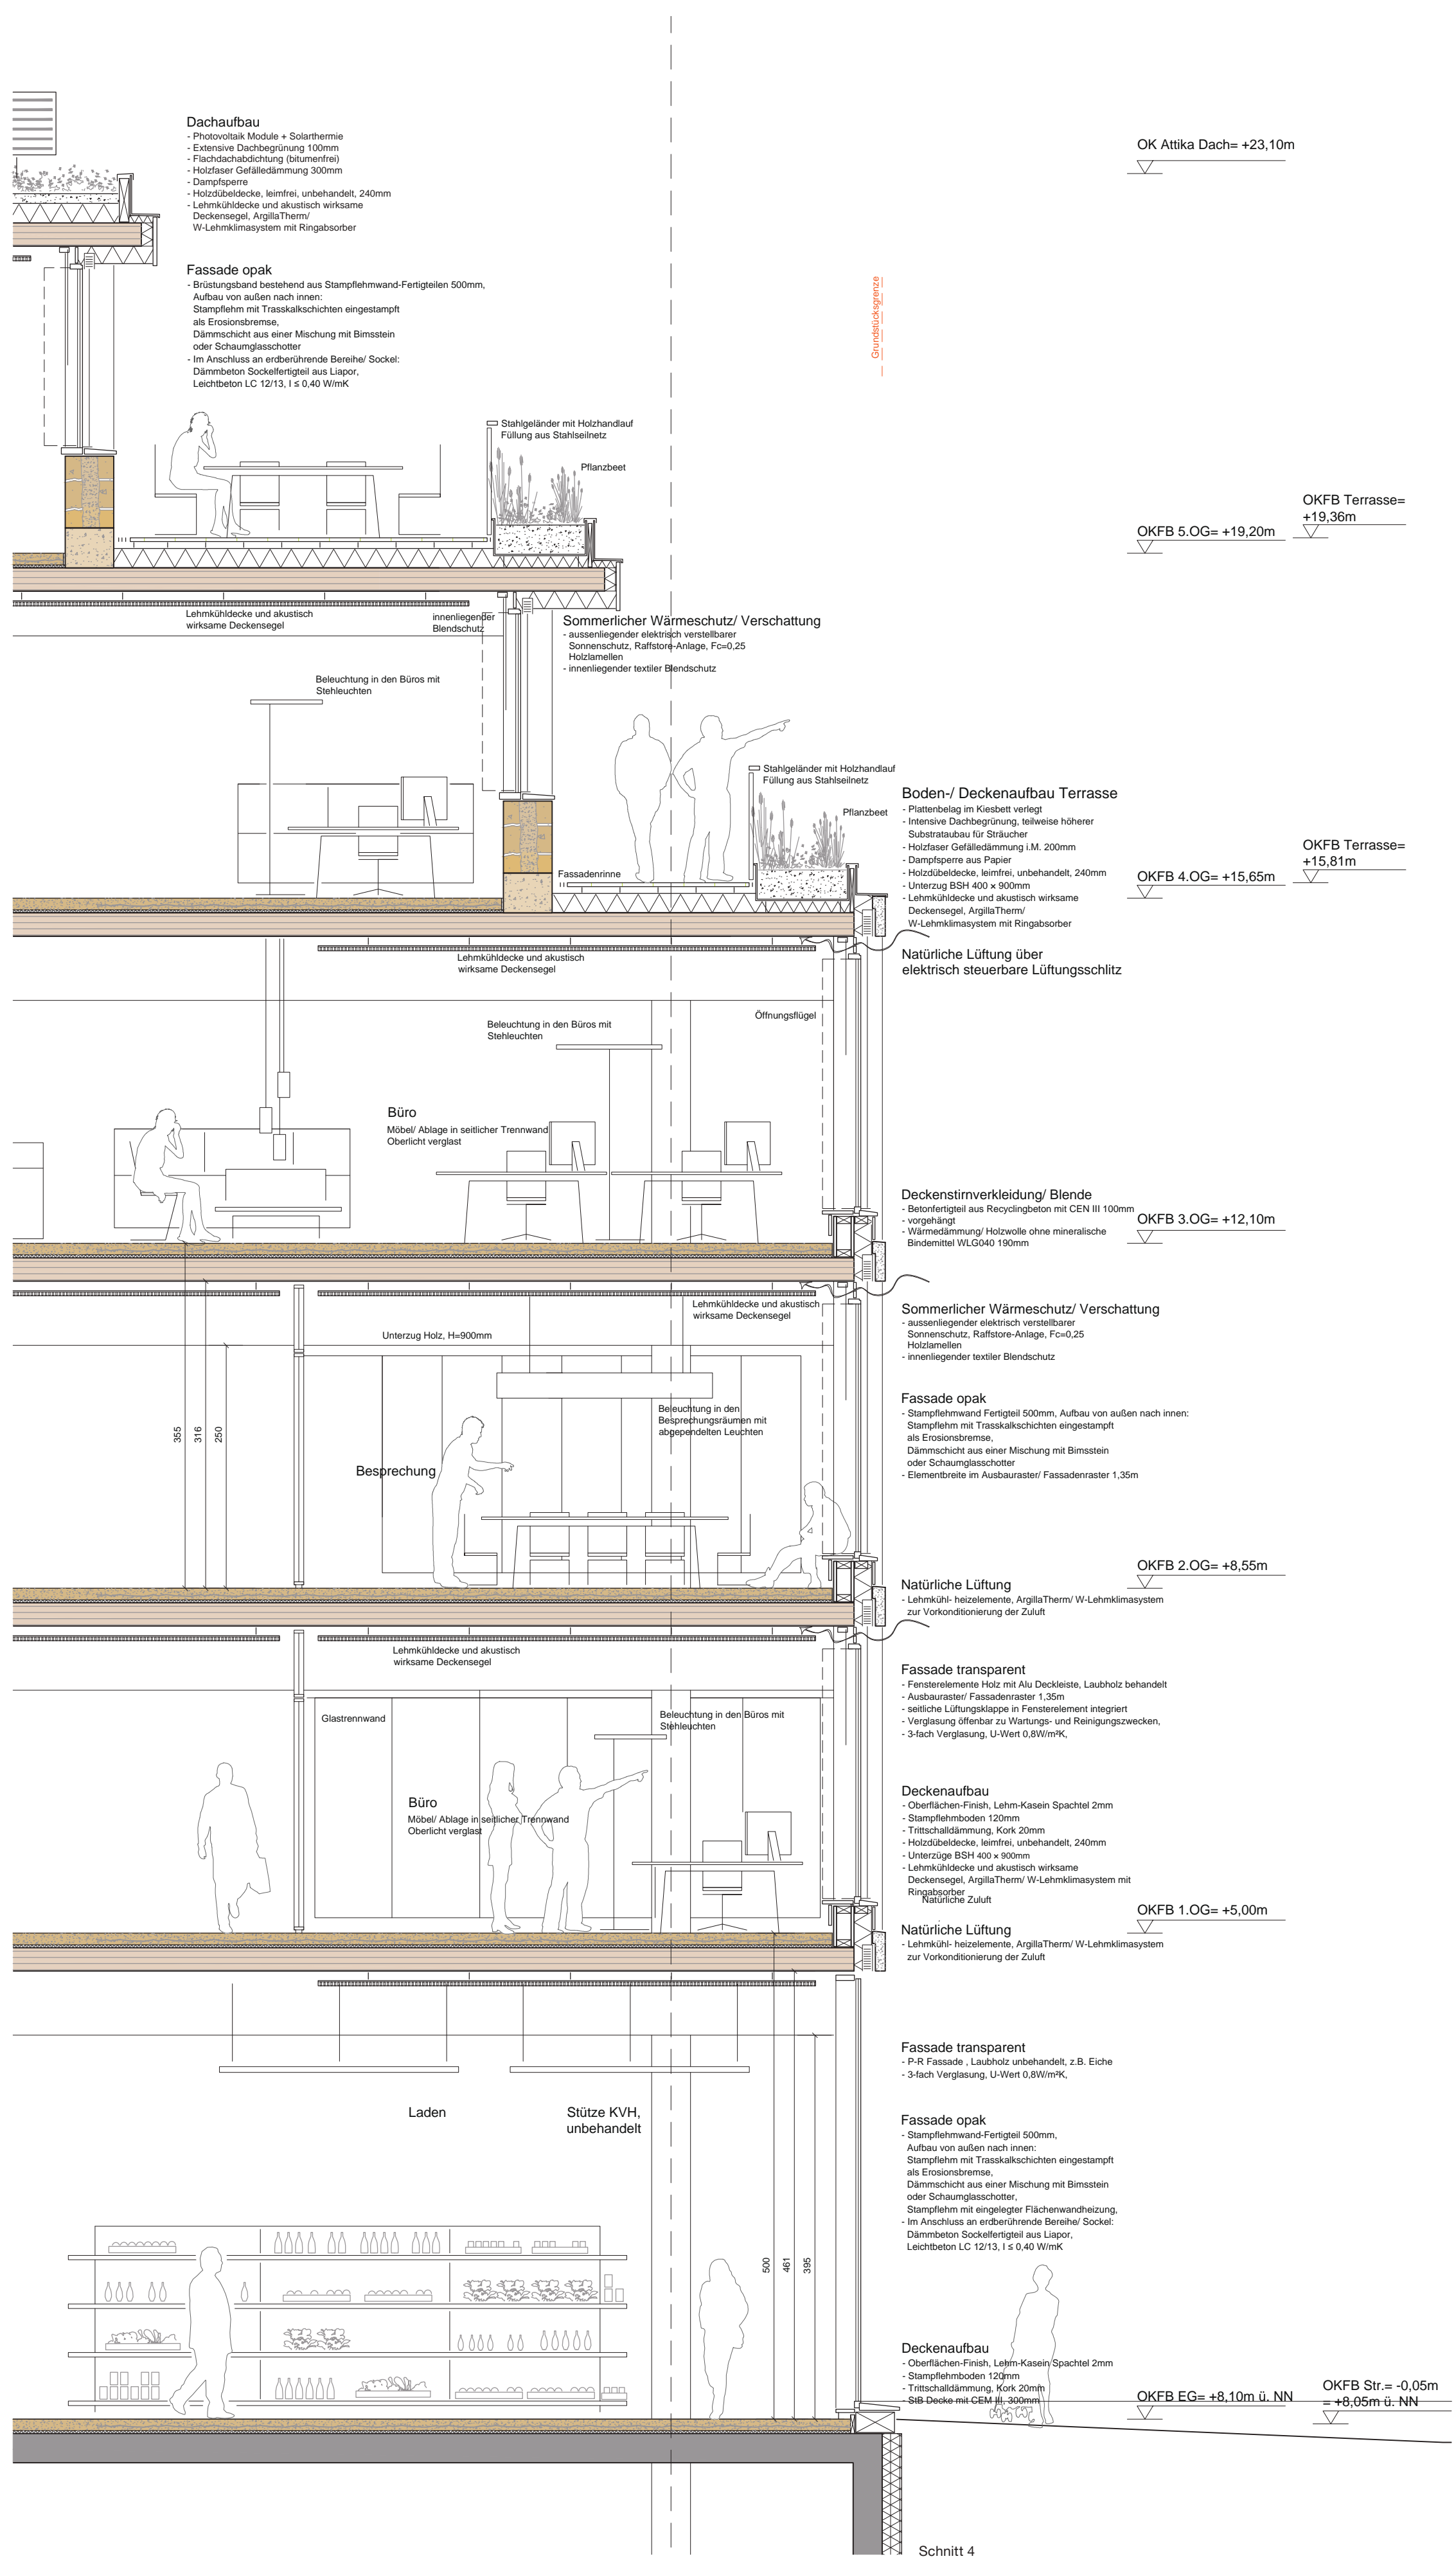 Dachaufbau
- Photovoltaik Module + Solarthermie
- Extensive Dachbegrünung 100mm
- Flachdachabdichtung (bitumenfrei)
- Holzfaser Gefälledämmung 300mm
- Dampfsperre
- Holzdübeldecke, leimfrei, unbehandelt, 240mm
- Lehmkühldecke und akustisch wirksame
Deckensegel, ArgillaTherm/
W-Lehmklimasystem mit Ringabsorber
OK Attika Dach= +23,10m
Fassade opak
- Brüstungsband bestehend aus Stampflehmwand-Fertigteilen 500mm,
Aufbau von außen nach innen:
Stampflehm mit Trasskalkschichten eingestampft
als Erosionsbremse,
Dämmschicht aus einer Mischung mit Bimsstein
oder Schaumglasschotter
- Im Anschluss an erdberührende Bereihe/ Sockel:
Dämmbeton Sockelfertigteil aus Liapor,
Leichtbeton LC 12/13, l ≤ 0,40 W/mK
Grundstücksgrenze
Stahlgeländer mit Holzhandlauf
Füllung aus Stahlseilnetz
Pflanzbeet
OKFB 5.OG= +19,20m
OKFB Terrasse=
+19,36m
Lehmkühldecke und akustisch
wirksame Deckensegel
innenliegender
Blendschutz
Sommerlicher Wärmeschutz/ Verschattung
- aussenliegender elektrisch verstellbarer
Sonnenschutz, Raffstore-Anlage, Fc=0,25
Holzlamellen
- innenliegender textiler Blendschutz
Beleuchtung in den Büros mit
Stehleuchten
Stahlgeländer mit Holzhandlauf
Füllung aus Stahlseilnetz
Pflanzbeet
Fassadenrinne
Boden-/ Deckenaufbau Terrasse
- Plattenbelag im Kiesbett verlegt
- Intensive Dachbegrünung, teilweise höherer
Substrataubau für Sträucher
- Holzfaser Gefälledämmung i.M. 200mm
- Dampfsperre aus Papier
- Holzdübeldecke, leimfrei, unbehandelt, 240mm
- Unterzug BSH 400 × 900mm
- Lehmkühldecke und akustisch wirksame
Deckensegel, ArgillaTherm/
W-Lehmklimasystem mit Ringabsorber
OKFB 4.OG= +15,65m
OKFB Terrasse=
+15,81m
Natürliche Lüftung über
elektrisch steuerbare Lüftungsschlitz
Lehmkühldecke und akustisch
wirksame Deckensegel
Öffnungsflügel
Beleuchtung in den Büros mit
Stehleuchten
Büro
Möbel/ Ablage in seitlicher Trennwand
Oberlicht verglast
Deckenstirnverkleidung/ Blende
- Betonfertigteil aus Recyclingbeton mit CEN III 100mm
- vorgehängt
- Wärmedämmung/ Holzwolle ohne mineralische
Bindemittel WLG040 190mm
OKFB 3.OG= +12,10m
Lehmkühldecke und akustisch
wirksame Deckensegel
Unterzug Holz, H=900mm
Sommerlicher Wärmeschutz/ Verschattung
- aussenliegender elektrisch verstellbarer
Sonnenschutz, Raffstore-Anlage, Fc=0,25
Holzlamellen
- innenliegender textiler Blendschutz
355
316
250
Beleuchtung in den
Besprechungsräumen mit
abgependelten Leuchten
Besprechung
Fassade opak
- Stampflehmwand Fertigteil 500mm, Aufbau von außen nach innen:
Stampflehm mit Trasskalkschichten eingestampft
als Erosionsbremse,
Dämmschicht aus einer Mischung mit Bimsstein
oder Schaumglasschotter
- Elementbreite im Ausbauraster/ Fassadenraster 1,35m
OKFB 2.OG= +8,55m
Natürliche Lüftung
- Lehmkühl- heizelemente, ArgillaTherm/ W-Lehmklimasystem
zur Vorkonditionierung der Zuluft
Lehmkühldecke und akustisch
wirksame Deckensegel
Fassade transparent
- Fensterelemente Holz mit Alu Deckleiste, Laubholz behandelt
- Ausbauraster/ Fassadenraster 1,35m
- seitliche Lüftungsklappe in Fensterelement integriert
- Verglasung öffenbar zu Wartungs- und Reinigungszwecken,
- 3-fach Verglasung, U-Wert 0,8W/m²K,
Glastrennwand
Beleuchtung in den Büros mit
Stehleuchten
Büro
Möbel/ Ablage in seitlicher Trennwand
Oberlicht verglast
Deckenaufbau
- Oberflächen-Finish, Lehm-Kasein Spachtel 2mm
- Stampflehmboden 120mm
- Trittschalldämmung, Kork 20mm
- Holzdübeldecke, leimfrei, unbehandelt, 240mm
- Unterzüge BSH 400 × 900mm
- Lehmkühldecke und akustisch wirksame
Deckensegel, ArgillaTherm/ W-Lehmklimasystem mit
Ringabsorber
Natürliche Zuluft
OKFB 1.OG= +5,00m
Natürliche Lüftung
- Lehmkühl- heizelemente, ArgillaTherm/ W-Lehmklimasystem
zur Vorkonditionierung der Zuluft
Fassade transparent
- P-R Fassade , Laubholz unbehandelt, z.B. Eiche
- 3-fach Verglasung, U-Wert 0,8W/m²K,
Laden
Stütze KVH,
unbehandelt
Fassade opak
- Stampflehmwand-Fertigteil 500mm,
Aufbau von außen nach innen:
Stampflehm mit Trasskalkschichten eingestampft
als Erosionsbremse,
Dämmschicht aus einer Mischung mit Bimsstein
oder Schaumglasschotter,
Stampflehm mit eingelegter Flächenwandheizung,
- Im Anschluss an erdberührende Bereihe/ Sockel:
Dämmbeton Sockelfertigteil aus Liapor,
Leichtbeton LC 12/13, l ≤ 0,40 W/mK
500
461
395
Deckenaufbau
- Oberflächen-Finish, Lehm-Kasein Spachtel 2mm
- Stampflehmboden 120mm
- Trittschalldämmung, Kork 20mm
- StB Decke mit CEM III, 300mm
OKFB EG= +8,10m ü. NN
OKFB Str.= -0,05m
= +8,05m ü. NN
Schnitt 4